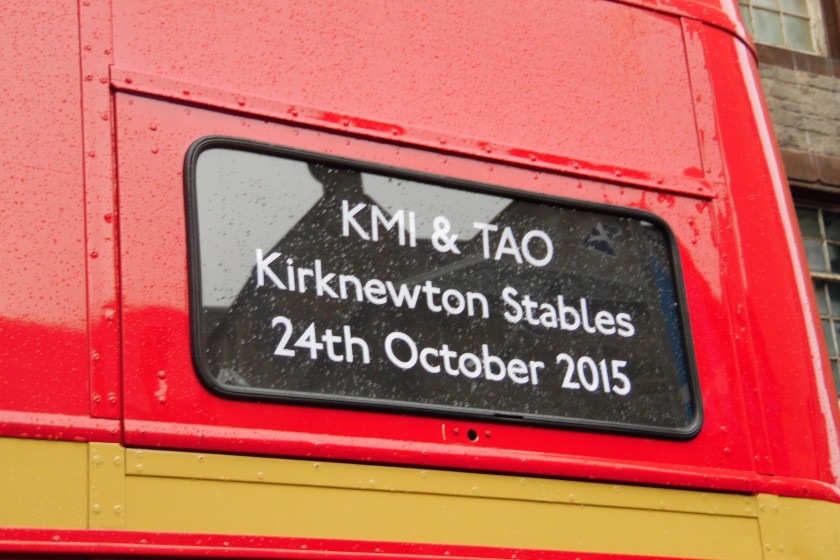 KMI & TAO
Kirknewton Stables
24th October 2015